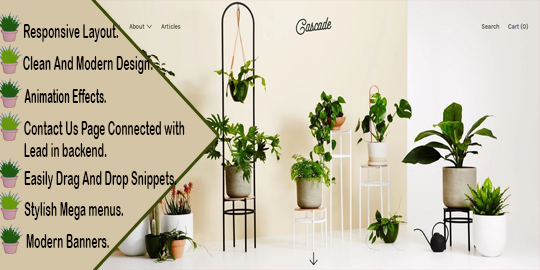 About
Articles
Cascade
Search
Cart (0)
Responsive Layout.
Clean And Modern Design.
Animation Effects.
Contact Us Page Connected with
Lead in backend.
Easily Drag And Drop Snippets
Stylish Mega menus.
Modern Banners.